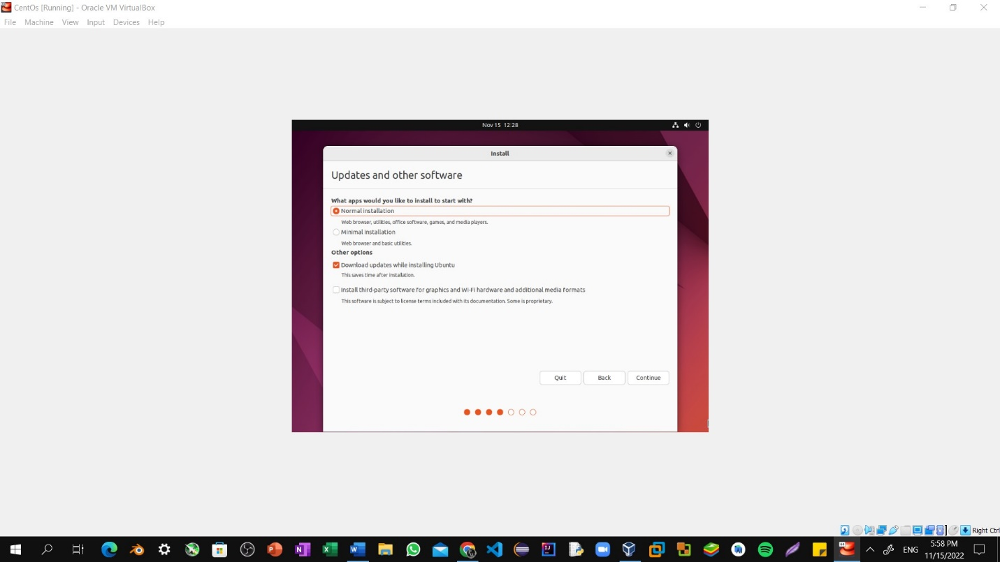 CentOs [Running] - Oracle VM VirtualBox
File Machine View Input Devices Help
Nov 15 12:28
Install
Updates and other software
What apps would you like to install to start with?
Normal installation
Web browser, utilities, office software, games, and media players.
Minimal installation
Web browser and basic utilities.
Other options
Download updates while installing Ubuntu
This saves time after installation.
Install third-party software for graphics and Wi-Fi hardware and additional media formats
This software is subject to license terms included with its documentation. Some is proprietary.
Quit Back Continue
Right Ctrl
ENG
5:58 PM
11/15/2022